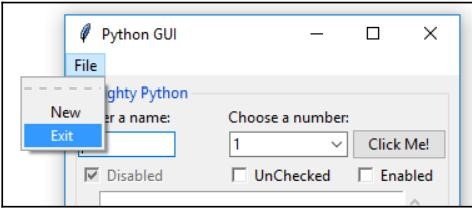 Python GUI
File
ghty Python
New
er a name:
Choose a number:
Exit
1
Click Me!
Disabled
UnChecked
Enabled